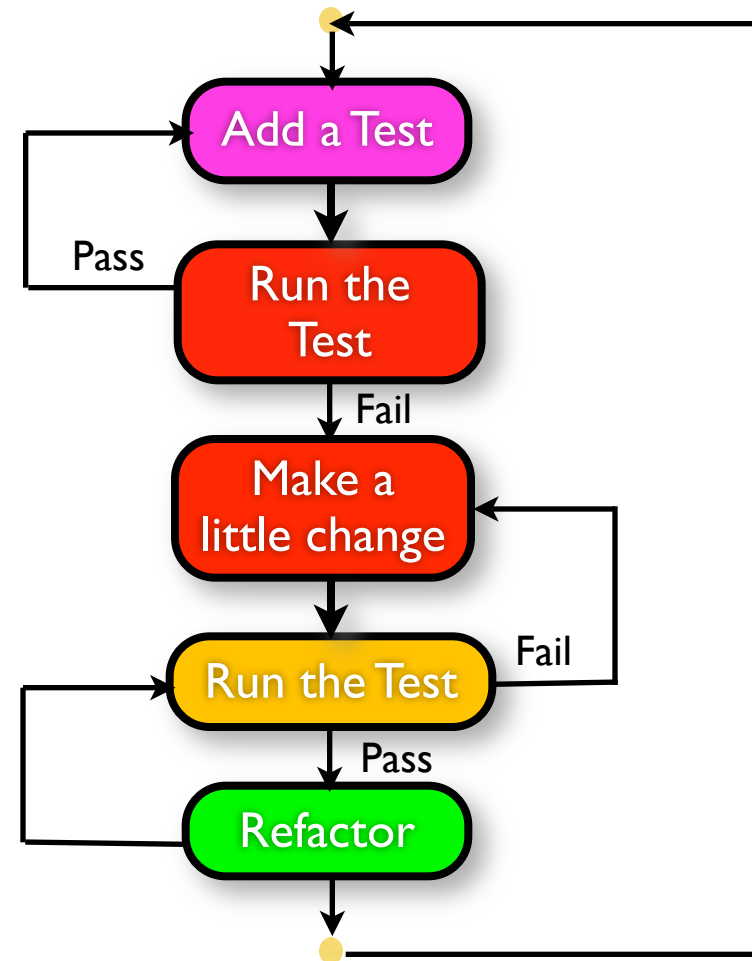 Add a Test
Pass
Run the
Test
Fail
Make a
little change
Fail
Run the Test
Pass
Refactor